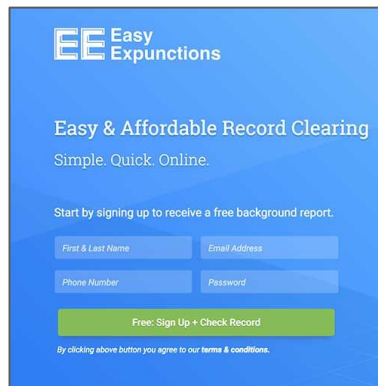 EE Easy
Expunctions
Easy & Affordable Record Clearing
Simple. Quick. Online.
Start by signing up to receive a free background report.
First & Last Name Email Address
Phone Number Password
Free: Sign Up + Check Record
By clicking above button you agree to our terms & conditions.